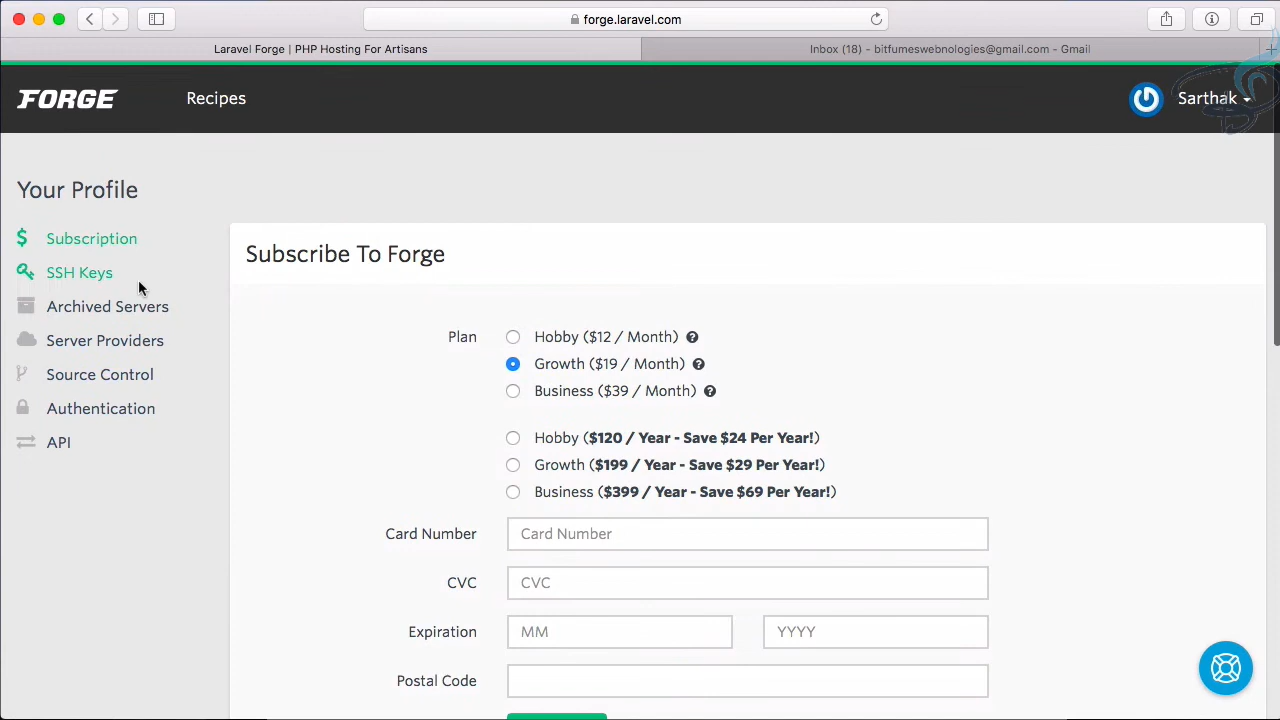 forge.laravel.com
Laravel Forge | PHP Hosting For Artisans
Inbox (18) - bitfuneswebnologies@gmail.com - Gmail
FORGE
Recipes
Sarthak
Your Profile
Subscription
SSH Keys
Archived Servers
Server Providers
Source Control
Authentication
API
Subscribe To Forge
Plan
Hobby ($12 / Month)
Growth ($19 / Month)
Business ($39 / Month)
Hobby ($120 / Year - Save $24 Per Year!)
Growth ($199 / Year - Save $29 Per Year!)
Business ($399 / Year - Save $69 Per Year!)
Card Number
Card Number
CVC
CVC
Expiration
MM
YYYY
Postal Code